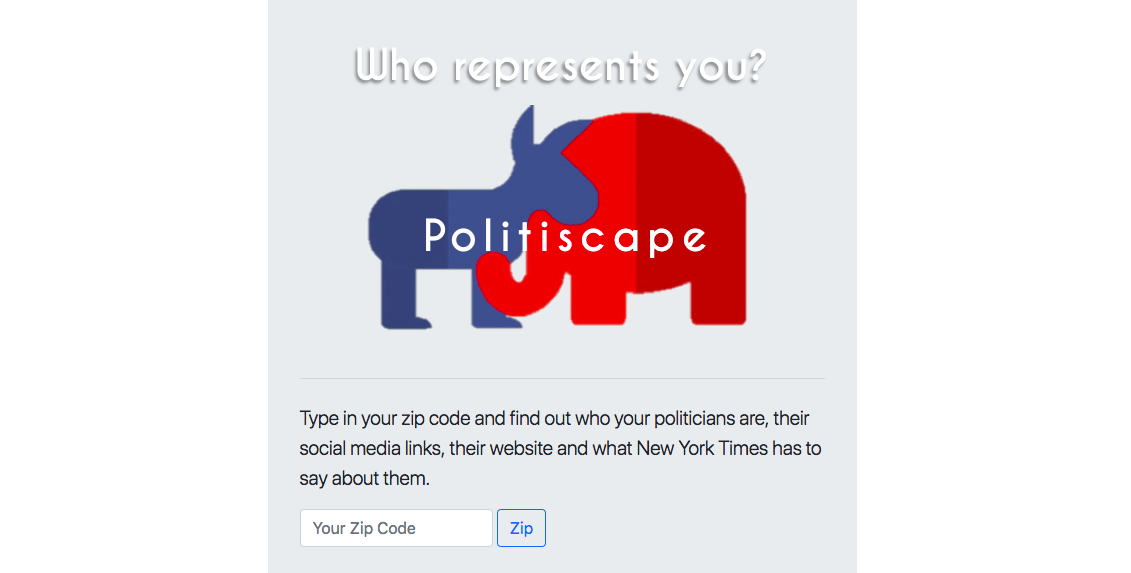 Who represents you?
Politiscape
Type in your zip code and find out who your politicians are, their
social media links, their website and what New York Times has to
say about them.
Your Zip Code Zip